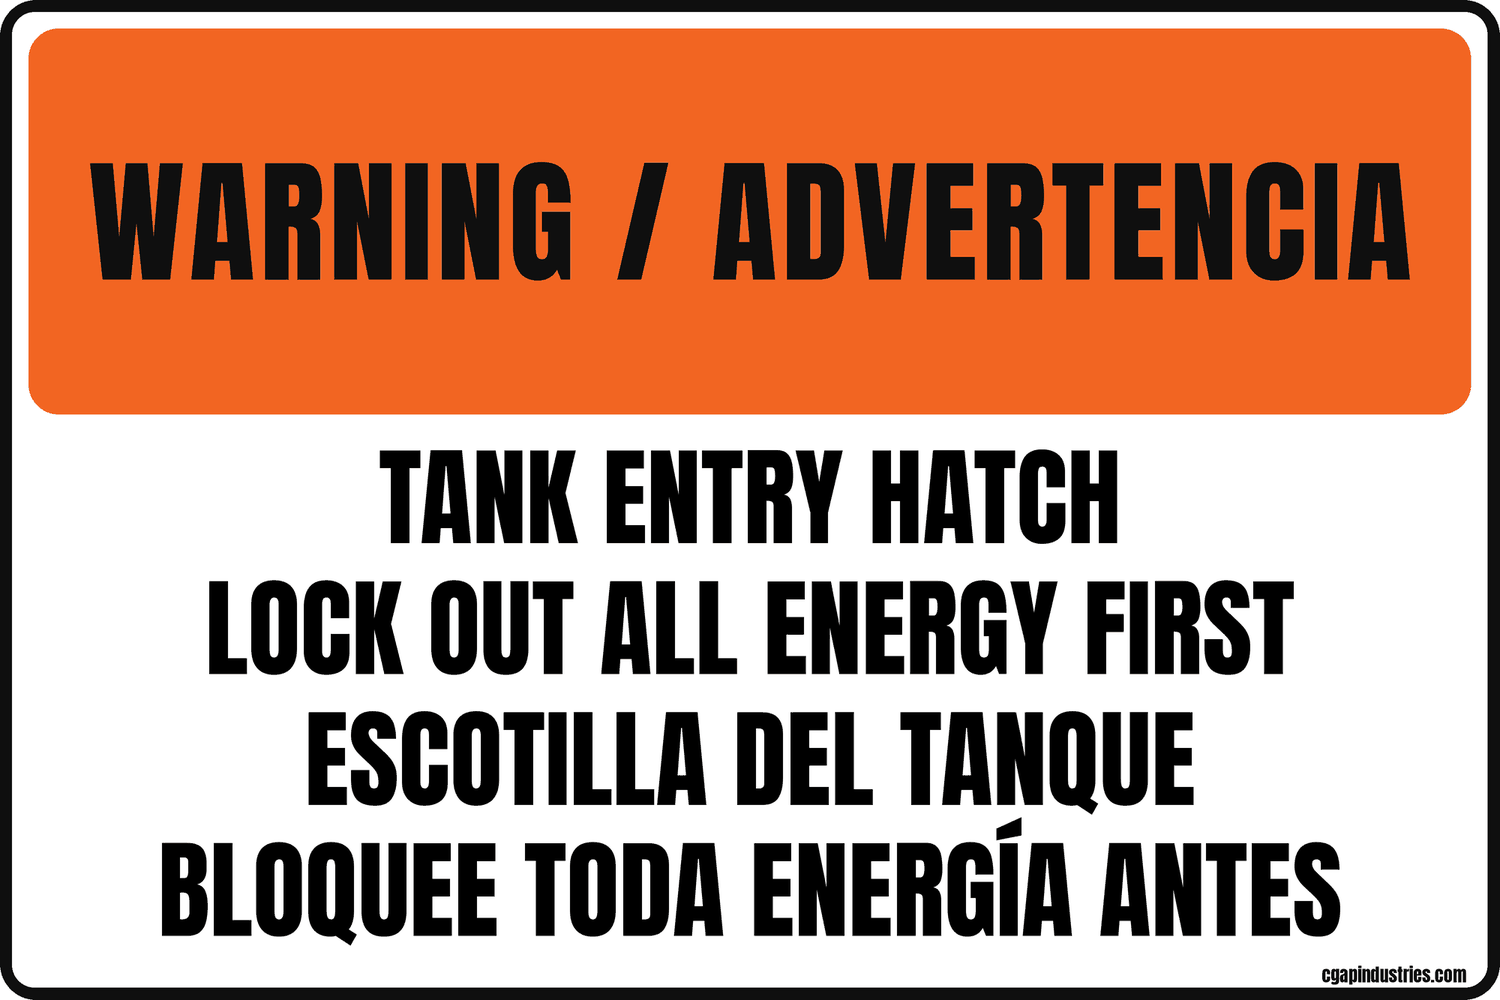 WARNING / ADVERTENCIA
TANK ENTRY HATCH
LOCK OUT ALL ENERGY FIRST
ESCOTILLA DEL TANQUE
BLOQUEE TODA ENERGÍA ANTES
cgapindustries.com